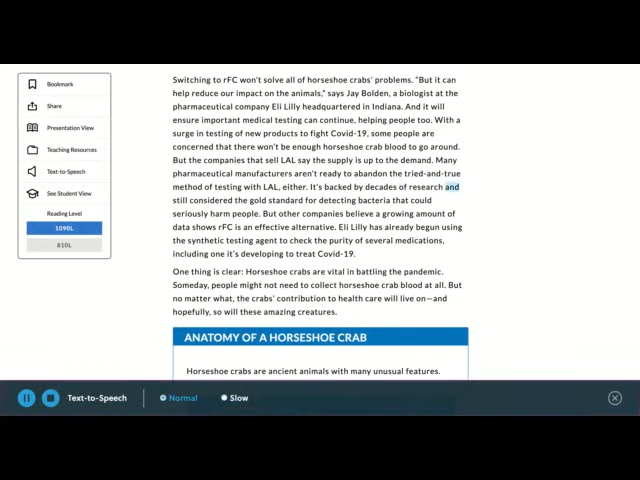 Bookmark
Share
Presentation View
Teaching Resources
Text-to-Speech
See Student View
Reading Level
1090L
810L
Switching to rFC won't solve all of horseshoe crabs' problems. "But it can
help reduce our impact on the animals," says Jay Bolden, a biologist at the
pharmaceutical company Eli Lilly headquartered in Indiana. And it will
ensure important medical testing can continue, helping people too. With a
surge in testing of new products to fight Covid-19, some people are
concerned that there won't be enough horseshoe crab blood to go around.
But the companies that sell LAL say the supply is up to the demand. Many
pharmaceutical manufacturers aren't ready to abandon the tried-and-true
method of testing with LAL, either. It's backed by decades of research and
still considered the gold standard for detecting bacteria that could
seriously harm people. But other companies believe a growing amount of
data shows rFC is an effective alternative. Eli Lilly has already begun using
the synthetic testing agent to check the purity of several medications,
including one it's developing to treat Covid-19.
One thing is clear: Horseshoe crabs are vital in battling the pandemic.
Someday, people might not need to collect horseshoe crab blood at all. But
no matter what, the crabs' contribution to health care will live on—and
hopefully, so will these amazing creatures.
ANATOMY OF A HORSESHOE CRAB
Horseshoe crabs are ancient animals with many unusual features.
Text-to-Speech
Normal
Slow